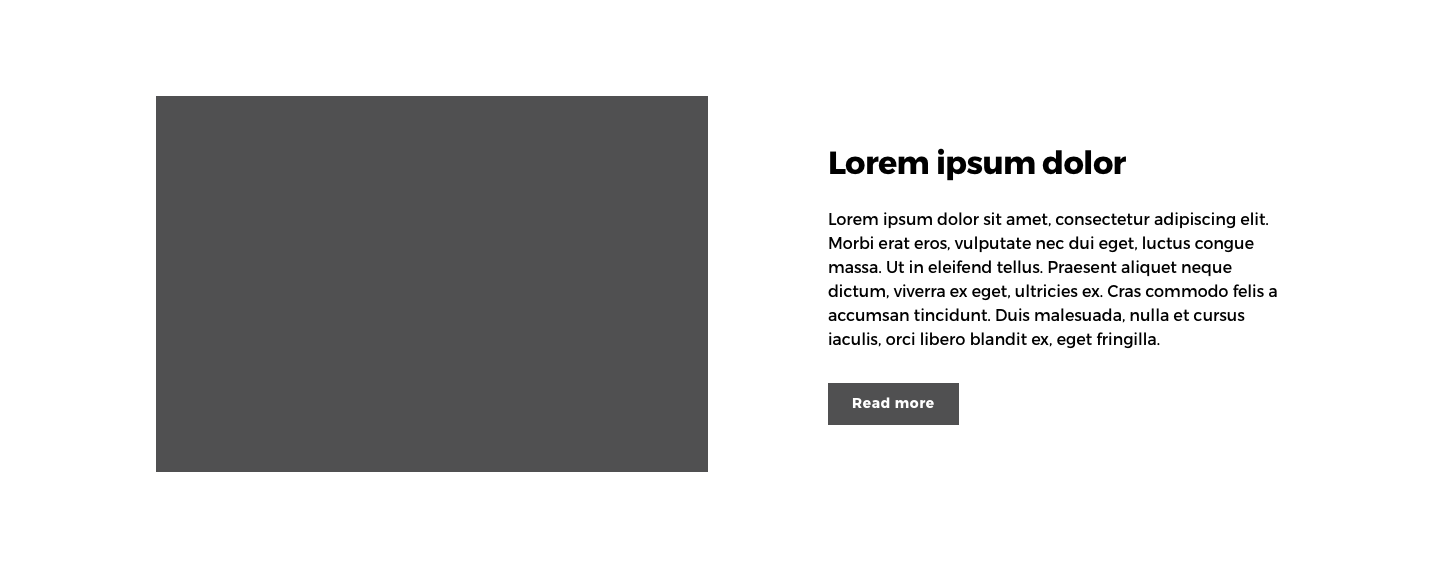 Lorem ipsum dolor
Lorem ipsum dolor sit amet, consectetur adipiscing elit.
Morbi erat eros, vulputate nec dui eget, luctus congue
massa. Ut in eleifend tellus. Praesent aliquet neque
dictum, viverra ex eget, ultricies ex. Cras commodo felis a
accumsan tincidunt. Duis malesuada, nulla et cursus
iaculis, orci libero blandit ex, eget fringilla.
Read more